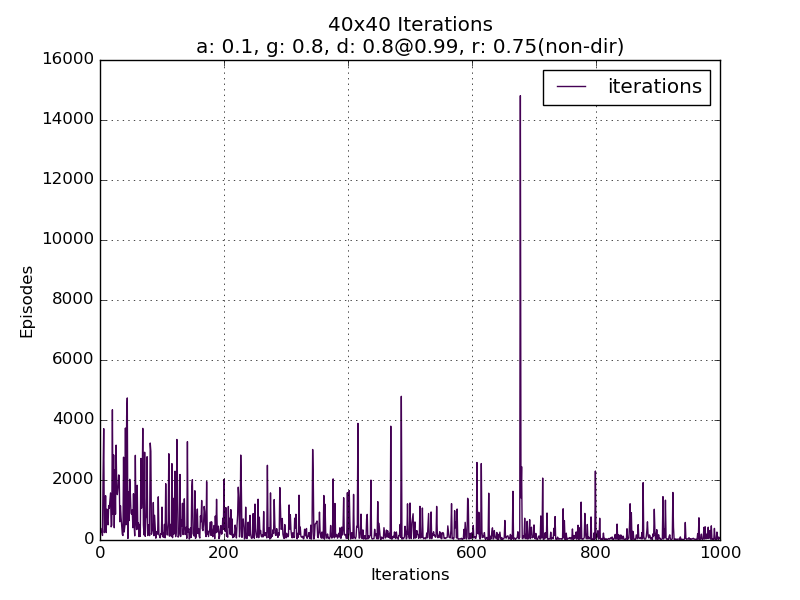 40x40 Iterations
a: 0.1, g: 0.8, d: 0.8@0.99, r: 0.75(non-dir)
16000
14000
12000
10000
8000
6000
4000
2000
0
Episodes
iterations
0 200 400 600 800 1000
Iterations